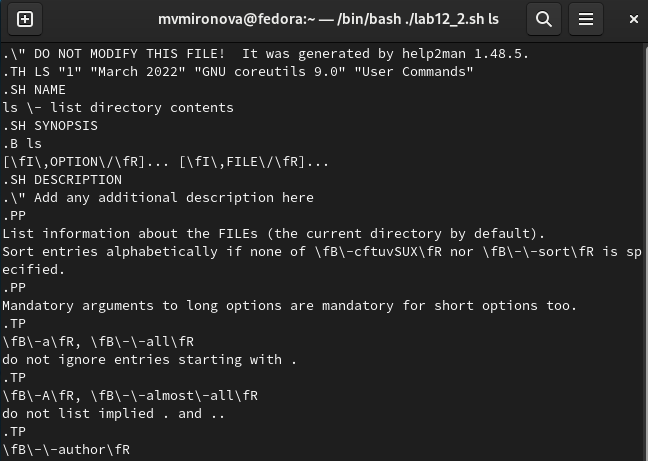 mvmironova@fedora:~ — /bin/bash ./lab12_2.sh ls
.\" DO NOT MODIFY THIS FILE!  It was generated by help2man 1.48.5.
.TH LS "1" "March 2022" "GNU coreutils 9.0" "User Commands"
.SH NAME
ls \- list directory contents
.SH SYNOPSIS
.B ls
[\fI\,OPTION\/\fR]... [\fI\,FILE\/\fR]...
.SH DESCRIPTION
.\" Add any additional description here
.PP
List information about the FILEs (the current directory by default).
Sort entries alphabetically if none of \fB\-cftuvSUX\fR nor \fB\-\-sort\fR is sp
ecified.
.PP
Mandatory arguments to long options are mandatory for short options too.
.TP
\fB\-a\fR, \fB\-\-all\fR
do not ignore entries starting with .
.TP
\fB\-A\fR, \fB\-\-almost\-all\fR
do not list implied . and ..
.TP
\fB\-\-author\fR